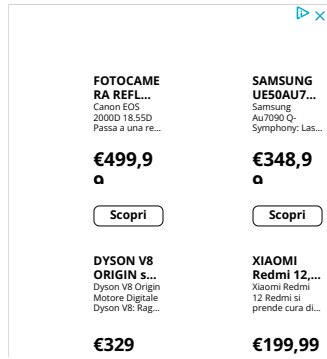 FOTOCAME
RA REFL...
Canon EOS
2000D 18.55D
Passa a una re...
€499,9
9
Scopri
SAMSUNG
UE50AU7...
Samsung
Au7090 Q-
Symphony: Las...
€348,9
9
Scopri
DYSON V8
ORIGIN s...
Dyson V8 Origin
Motore Digitale
Dyson V8: Rag...
€329
XIAOMI
Redmi 12,...
Xiaomi Redmi
12 Redmi si
prende cura di...
€199,99